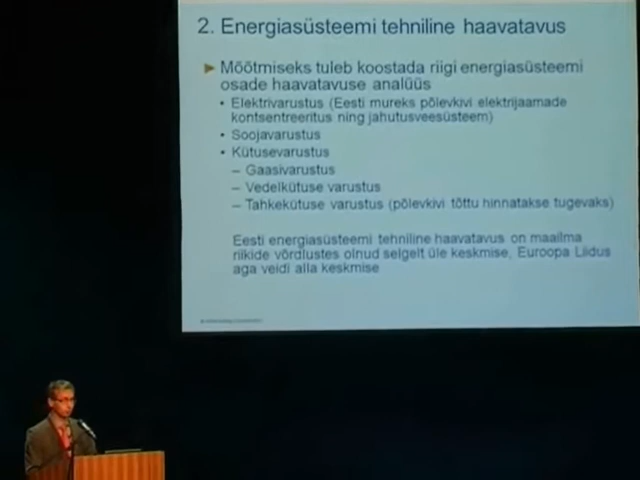 2. Energiasüsteemi tehniline haavatavus
► Mõõtmiseks tuleb koostada riigi energiasüsteemi
osade haavatavuse analüüs
• Elektrivarustus (Eesti mureks põlevkivi elektrijaamade
kontsentreeritus ning jahutusveesüsteem)
• Soojavarustus
• Kütusevarustus
– Gaasivarustus
– Vedelkütuse varustus
– Tahkekütuse varustus (põlevkivi tõttu hinnatakse tugevaks)
Eesti energiasüsteemi tehniline haavatavus on maailma
riikide võrdlustes olnud selgelt üle keskmise, Euroopa Liidus
aga veidi alla keskmise